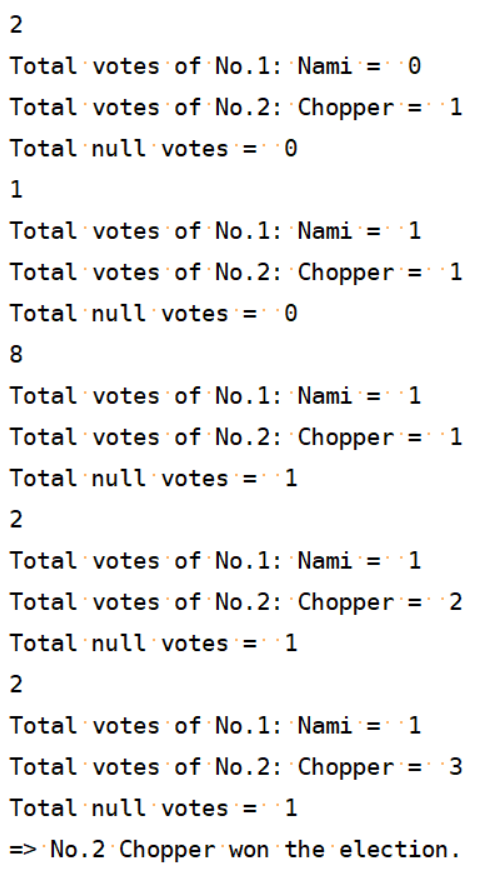 2
Total votes of No.1: Nami =  0
Total votes of No.2: Chopper =  1
Total null votes =  0
1
Total votes of No.1: Nami =  1
Total votes of No.2: Chopper =  1
Total null votes =  0
8
Total votes of No.1: Nami =  1
Total votes of No.2: Chopper =  1
Total null votes =  1
2
Total votes of No.1: Nami =  1
Total votes of No.2: Chopper =  2
Total null votes =  1
2
Total votes of No.1: Nami =  1
Total votes of No.2: Chopper =  3
Total null votes =  1
=> No.2 Chopper won the election.